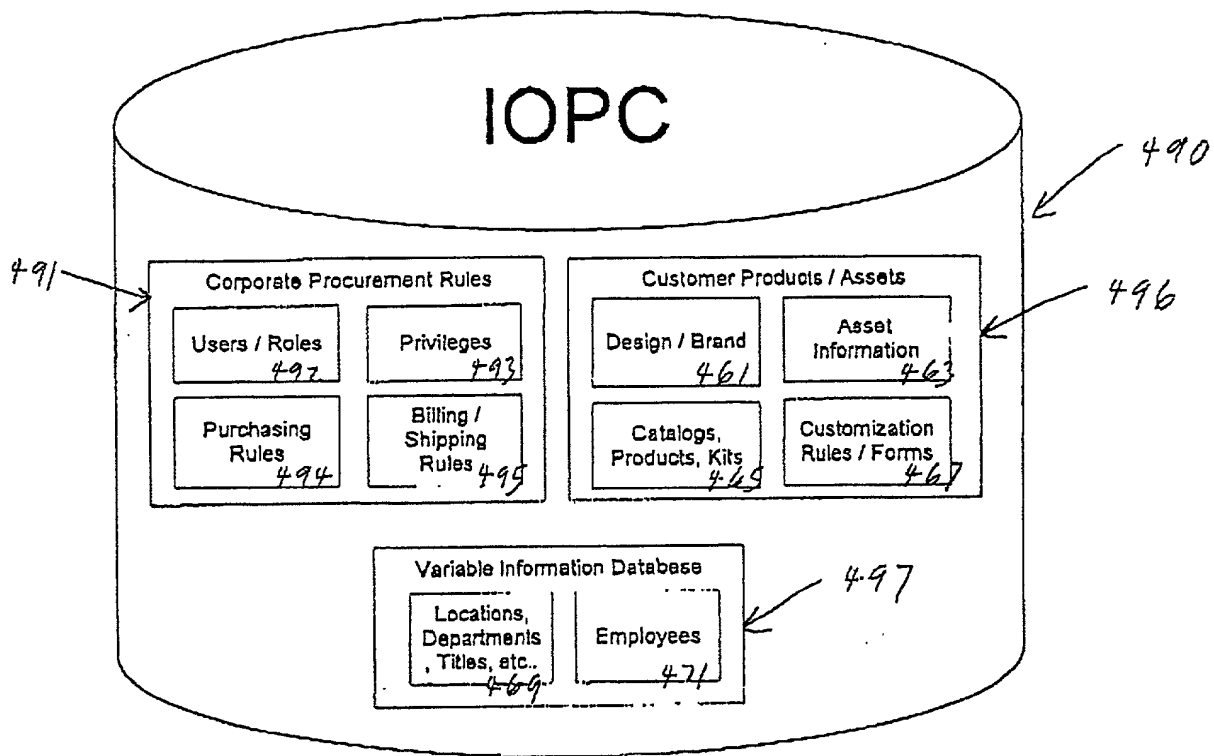 IOPC
490
491
Corporate Procurement Rules
Users / Roles
492
Privileges
493
Purchasing
Rules
494
Billing /
Shipping
Rules
495
Customer Products / Assets
496
Design / Brand
461
Asset
Information
463
Catalogs,
Products, Kits
465
Customization
Rules / Forms
467
Variable Information Database
497
Locations,
Departments
, Titles, etc..
469
Employees
471